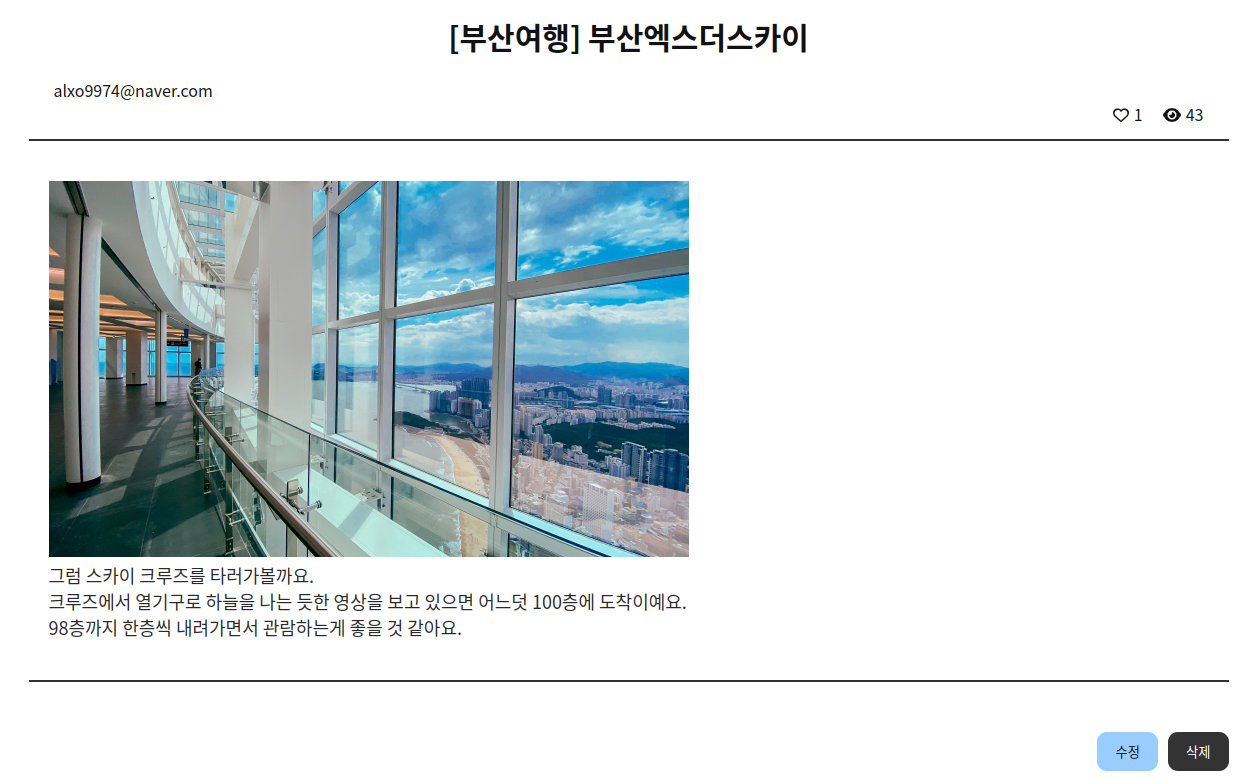 [부산여행] 부산엑스더스카이
alxo9974@naver.com
1 43
그럼 스카이 크루즈를 타러가볼까요.
크루즈에서 열기구로 하늘을 나는 듯한 영상을 보고 있으면 어느덧 100층에 도착이예요.
98층까지 한층씩 내려가면서 관람하는게 좋을 것 같아요.
수정 삭제